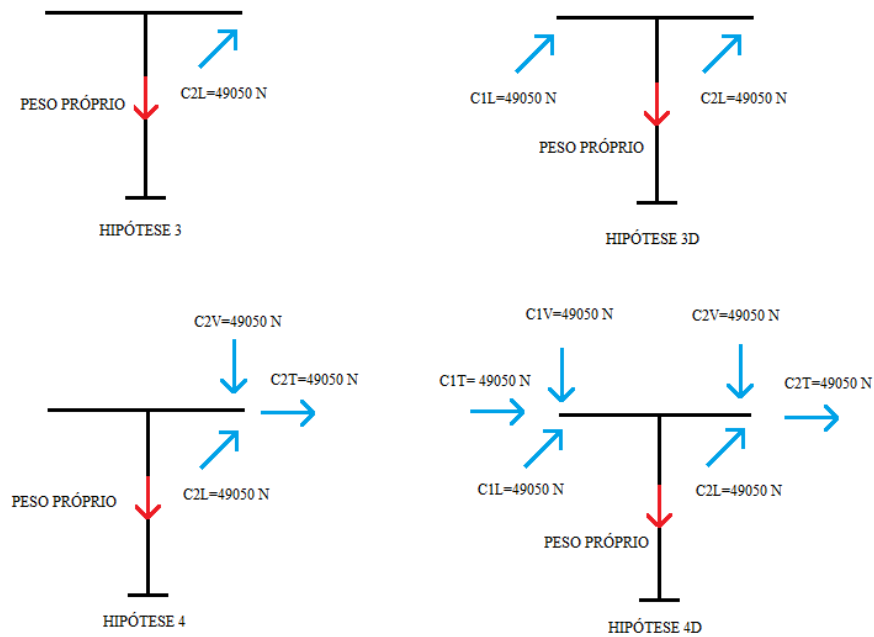 C2L=49050 N
PESO PRÓPRIO
HIPÓTESE 3
C1L=49050 N
C2L=49050 N
PESO PRÓPRIO
HIPÓTESE 3D
C2V=49050 N
C2T=49050 N
C2L=49050 N
PESO PRÓPRIO
HIPÓTESE 4
C1V=49050 N
C2V=49050 N
C1T= 49050 N
C2T=49050 N
C1L=49050 N
C2L=49050 N
PESO PRÓPRIO
HIPÓTESE 4D